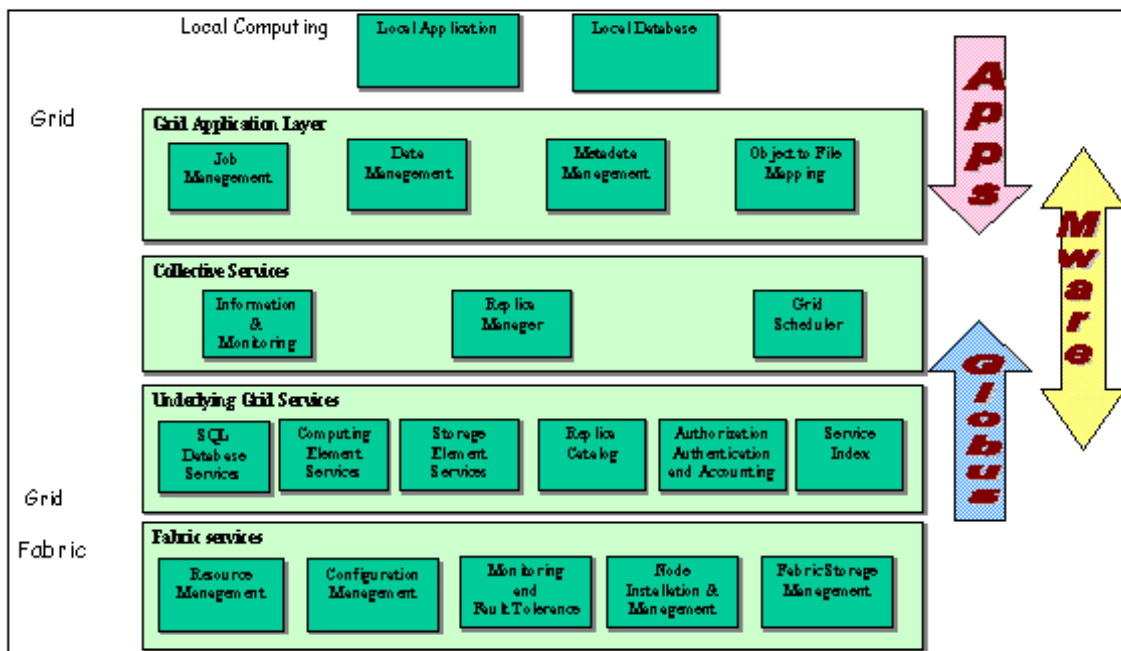 Local Computing
Local Application
Local Database
Grid
Grid Application Layer
Job
Management
Data
Management
Metadata
Management
Object to File
Mapping
Collective Services
Information
&
Monitoring
Replica
Manager
Grid
Scheduler
Underlying Grid Services
SQL
Database
Services
Computing
Element
Services
Storage
Element
Services
Replica
Catalog
Authorization
Authentication
and Accounting
Service
Index
Grid
Fabric
Fabric services
Resource
Management
Configuration
Management
Monitoring
and
Fault Tolerance
Node
Installation &
Management
Fabric Storage
Management
Apps
Mware
Globus